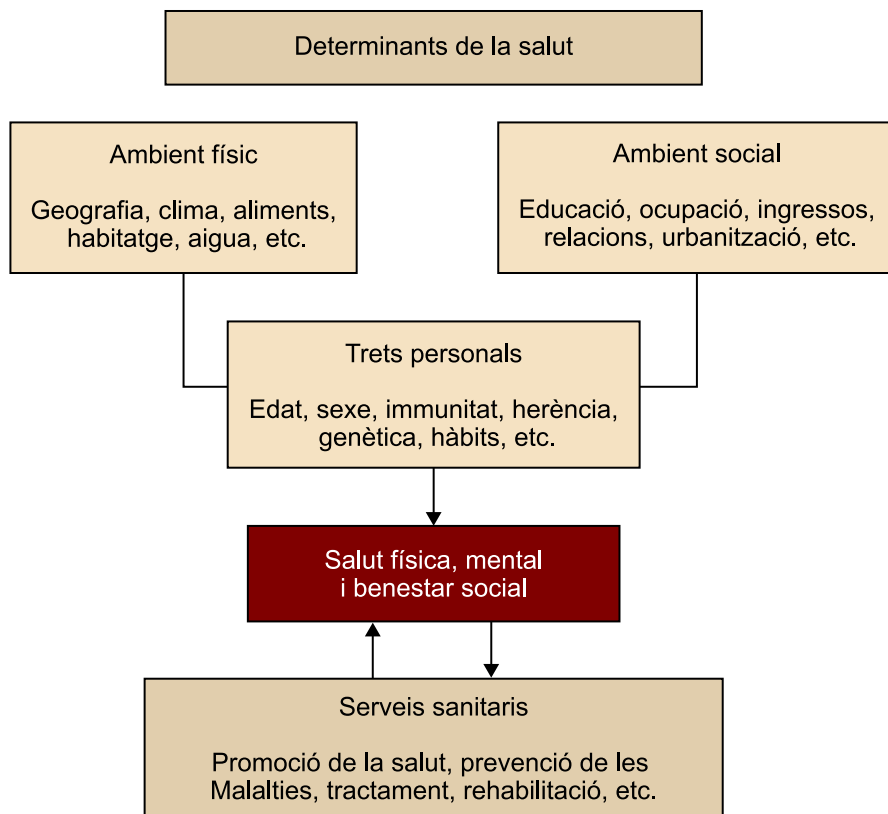 Determinants de la salut
Ambient físic
Geografia, clima, aliments,
habitatge, aigua, etc.
Ambient social
Educació, ocupació, ingressos,
relacions, urbanització, etc.
Trets personals
Edat, sexe, immunitat, herència,
genètica, hàbits, etc.
Salut física, mental
i benestar social
Serveis sanitaris
Promoció de la salut, prevenció de les
Malalties, tractament, rehabilitació, etc.